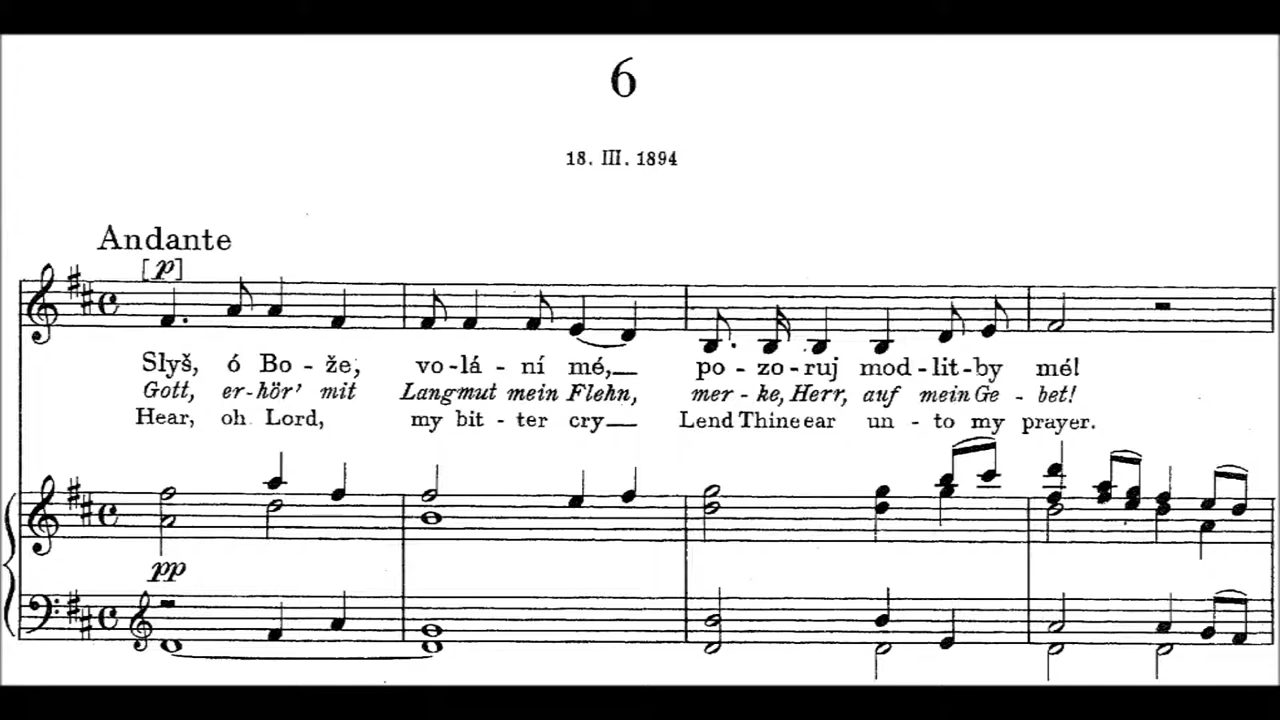 6
18. III. 1894
Andante
[p]
Slyš, ó Bo - že, vo - lá - ní mé, po - zo - ruj mod - lit - by mé!
Gott, er - hör' mit Langmut mein Flehn, mer - ke, Herr, auf mein Ge - bet!
Hear, oh Lord, my bit - ter cry Lend Thine ear un - to my prayer.
pp